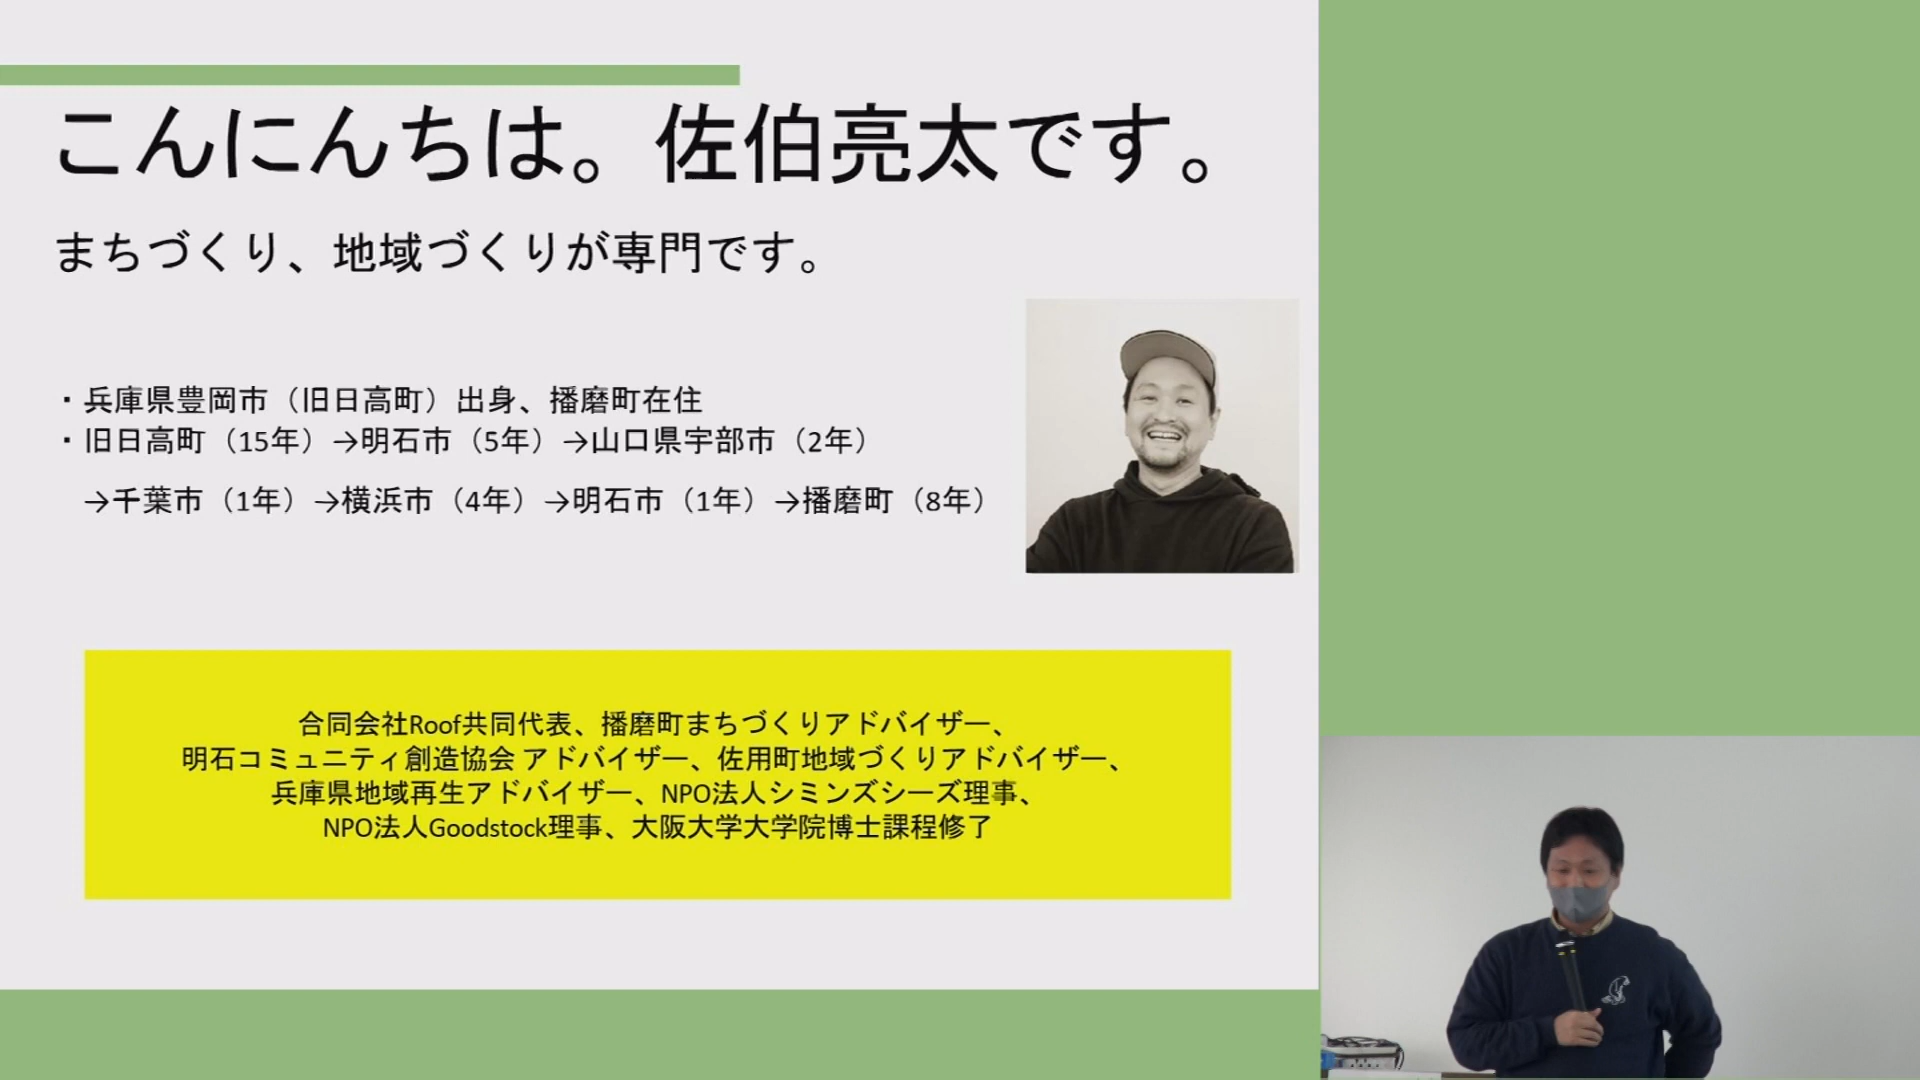 こんにんちは。佐伯亮太です。
まちづくり、地域づくりが専門です。
・兵庫県豊岡市（旧日高町）出身、播磨町在住
・旧日高町（15年）→明石市（5年）→山口県宇部市（2年）
→千葉市（1年）→横浜市（4年）→明石市（1年）→播磨町（8年）
合同会社Roof共同代表、播磨町まちづくりアドバイザー、
明石コミュニティ創造協会 アドバイザー、佐用町地域づくりアドバイザー、
兵庫県地域再生アドバイザー、NPO法人シミンズシーズ理事、
NPO法人Goodstock理事、大阪大学大学院博士課程修了